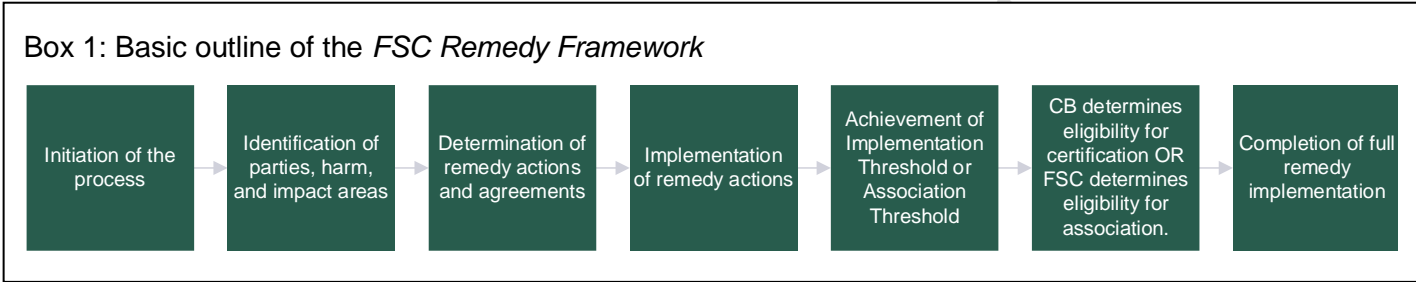 Box 1: Basic outline of the FSC Remedy Framework
Initiation of the
process
Identification of
parties, harm,
and impact areas
Determination of
remedy actions
and agreements
Implementation
of remedy actions
Achievement of
Implementation
Threshold or
Association
Threshold
CB determines
eligibility for
certification OR
FSC determines
eligibility for
association.
Completion of full
remedy
implementation